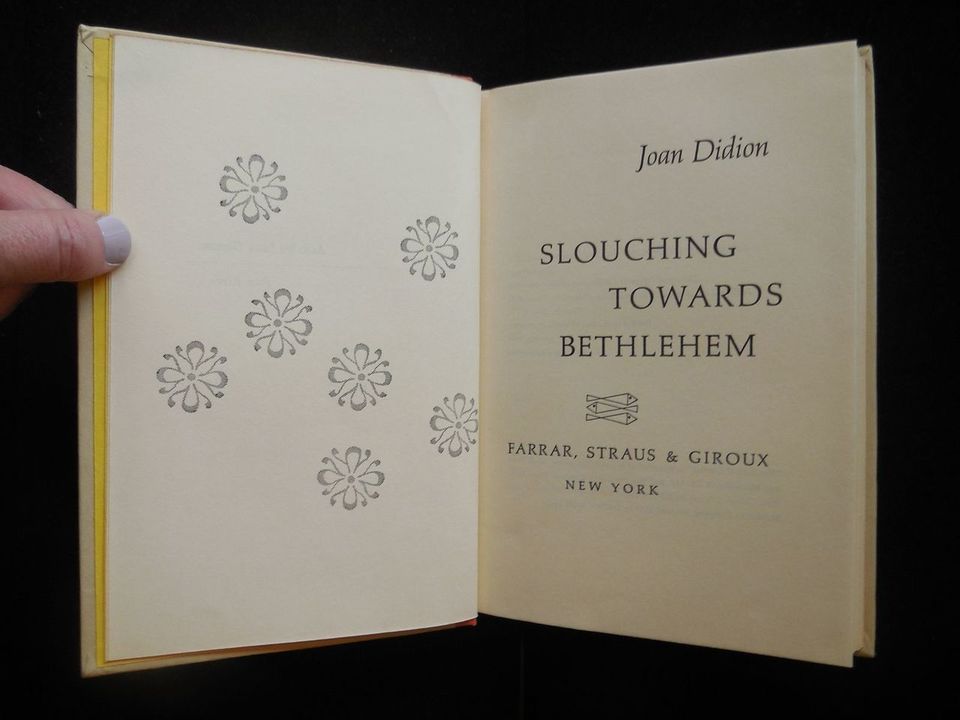 Joan Didion
SLOUCHING
TOWARDS
BETHLEHEM
FARRAR, STRAUS & GIROUX
NEW YORK